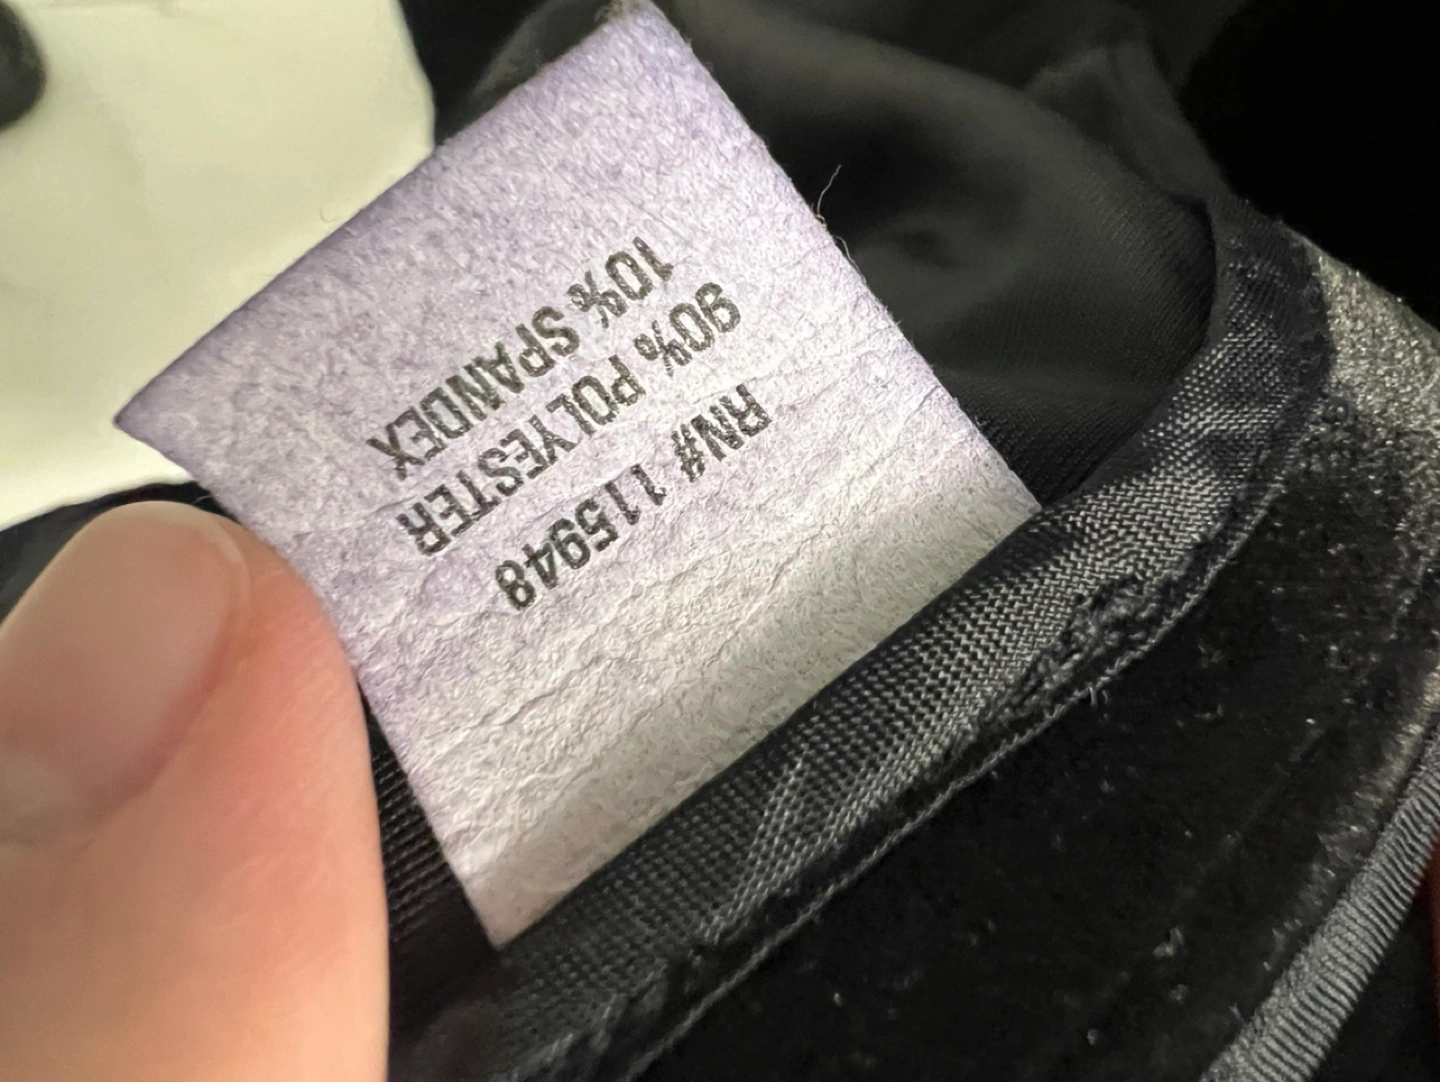 RN# 115948
90% POLYESTER
10% SPANDEX